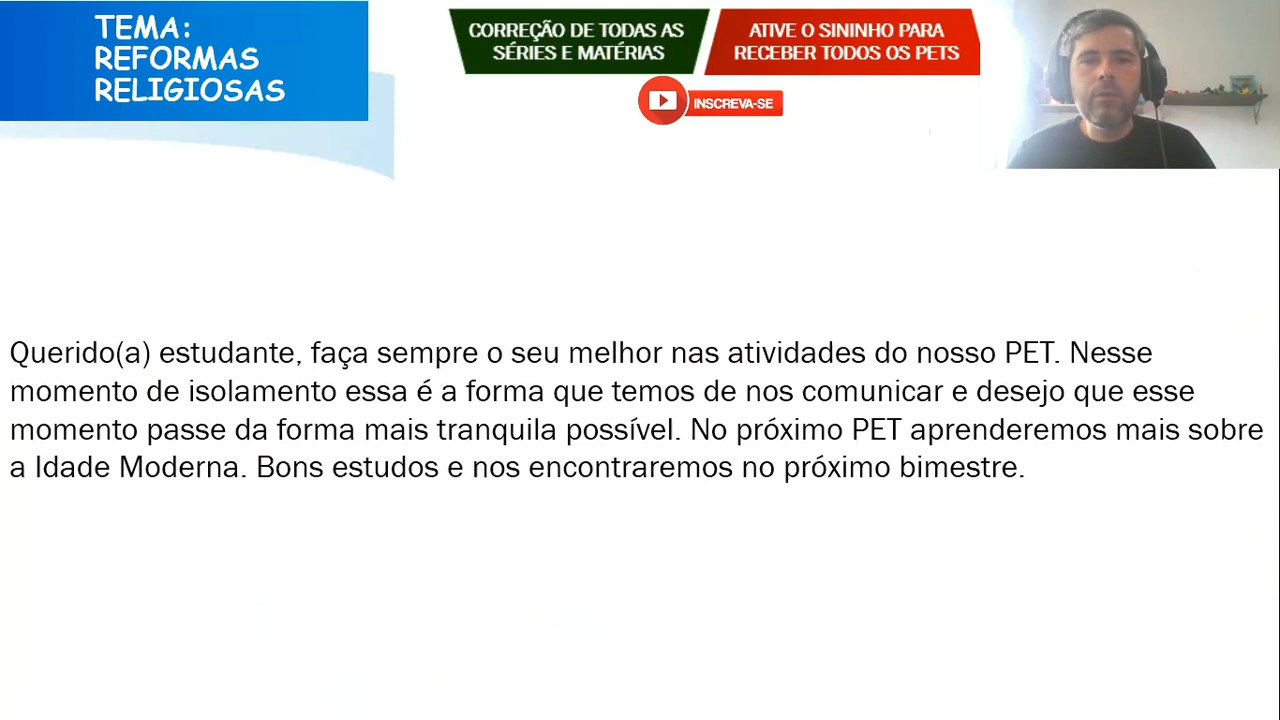 TEMA:
REFORMAS
RELIGIOSAS
CORREÇÃO DE TODAS AS
SÉRIES E MATÉRIAS
ATIVE O SININHO PARA
RECEBER TODOS OS PETS
INSCREVA-SE
Querido(a) estudante, faça sempre o seu melhor nas atividades do nosso PET. Nesse
momento de isolamento essa é a forma que temos de nos comunicar e desejo que esse
momento passe da forma mais tranquila possível. No próximo PET aprenderemos mais sobre
a Idade Moderna. Bons estudos e nos encontraremos no próximo bimestre.